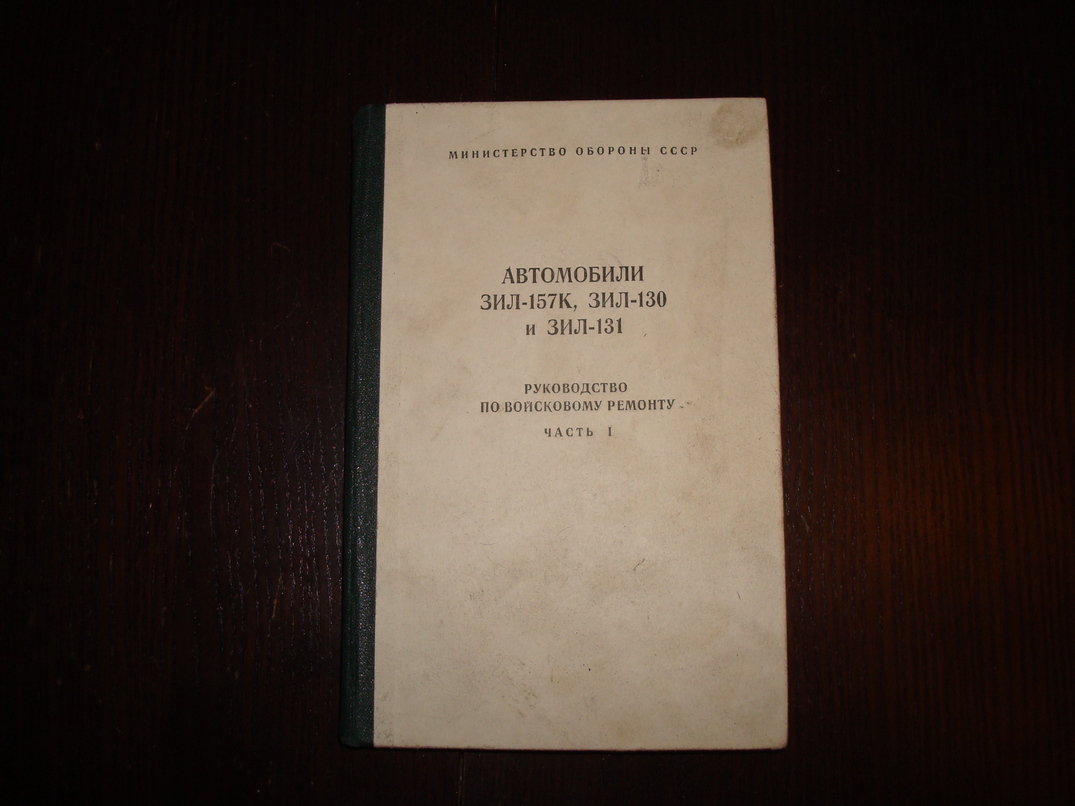 МИНИСТЕРСТВО ОБОРОНЫ СССР
АВТОМОБИЛИ
ЗИЛ-157К, ЗИЛ-130
и ЗИЛ-131
РУКОВОДСТВО
ПО ВОЙСКОВОМУ РЕМОНТУ
ЧАСТЬ I